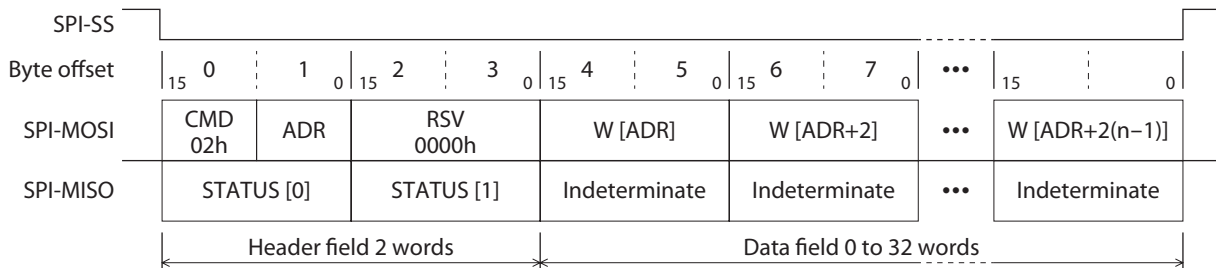 SPI-SS
Byte offset 15 0 1 0 15 2 3 0 15 4 5 0 15 6 7 0 ••• 15 0
SPI-MOSI CMD 02h ADR RSV 0000h W [ADR] W [ADR+2] ••• W [ADR+2(n−1)]
SPI-MISO STATUS [0] STATUS [1] Indeterminate Indeterminate ••• Indeterminate
Header field 2 words Data field 0 to 32 words